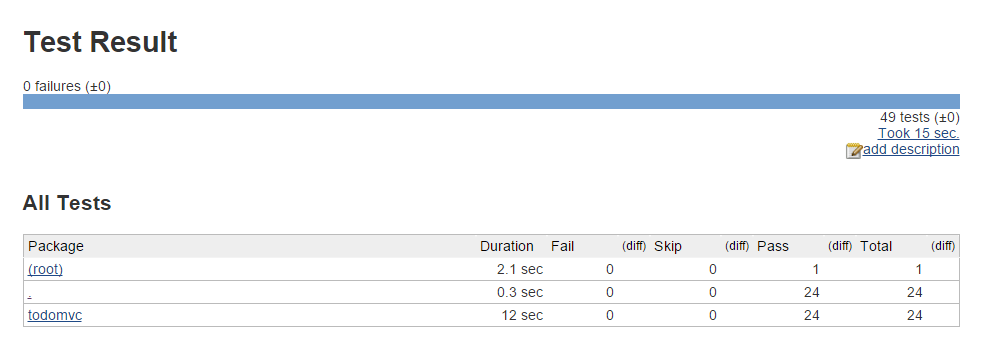 Test Result
0 failures (±0)
49 tests (±0)
Took 15 sec.
add description
All Tests
Package Duration Fail (diff) Skip (diff) Pass (diff) Total (diff)
(root) 2.1 sec 0 0 1 1
. 0.3 sec 0 0 24 24
todomvc 12 sec 0 0 24 24